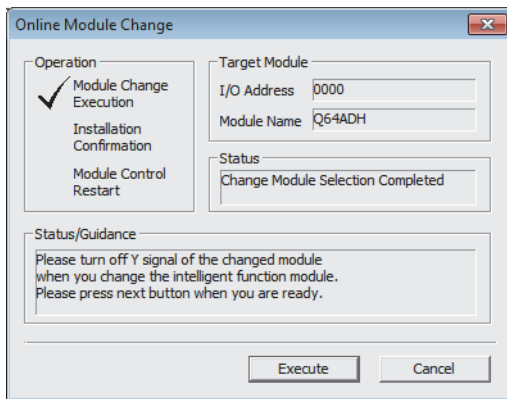 Online Module Change
Operation
Module Change
Execution
Installation
Confirmation
Module Control
Restart
Target Module
I/O Address 0000
Module Name Q64ADH
Status
Change Module Selection Completed
Status/Guidance
Please turn off Y signal of the changed module
when you change the intelligent function module.
Please press next button when you are ready.
Execute Cancel